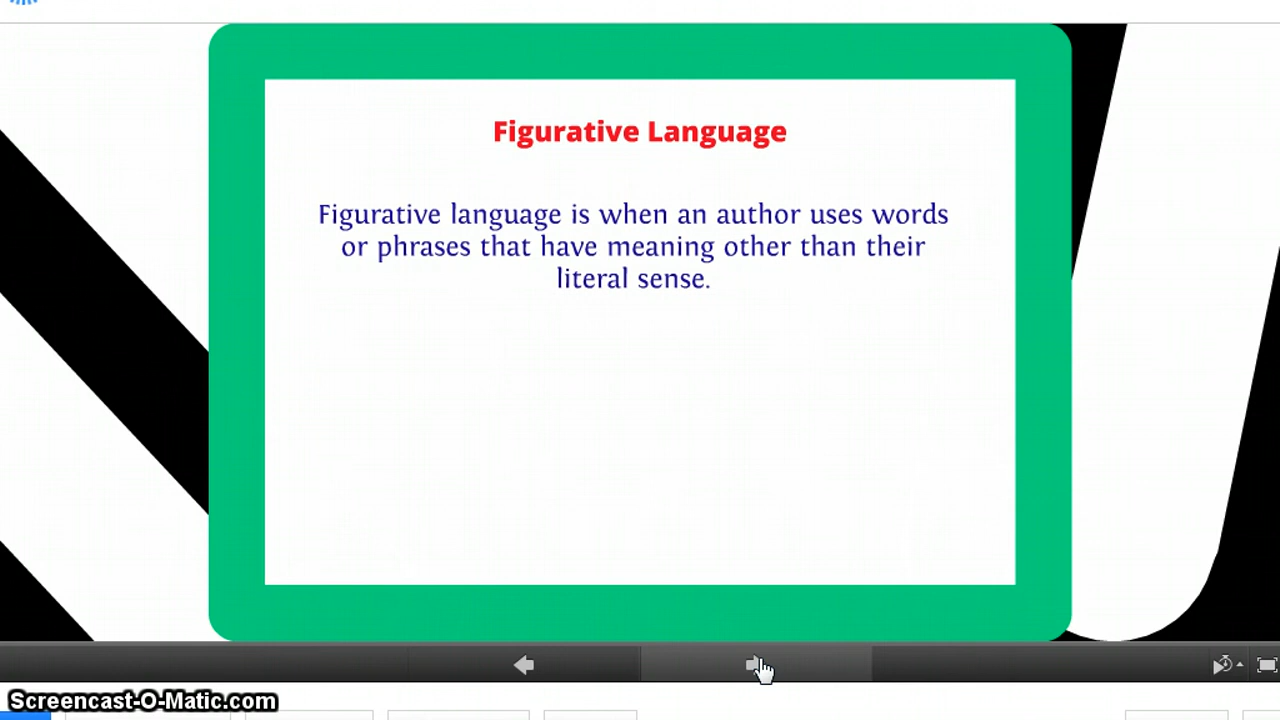 Figurative Language
Figurative language is when an author uses words
or phrases that have meaning other than their
literal sense.
Screencast-O-Matic.com